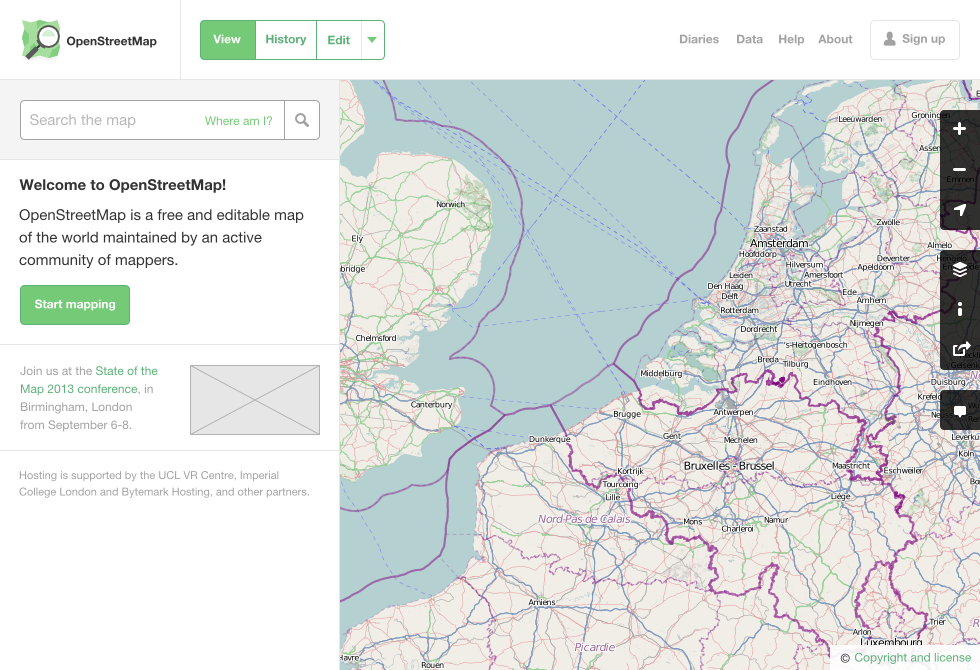 OpenStreetMap
View
History
Edit
Diaries
Data
Help
About
Sign up
Search the map
Where am I?
Welcome to OpenStreetMap!
OpenStreetMap is a free and editable map
of the world maintained by an active
community of mappers.
Start mapping
Join us at the State of the
Map 2013 conference, in
Birmingham, London
from September 6-8.
Hosting is supported by the UCL VR Centre, Imperial
College London and Bytemark Hosting, and other partners.
Groningen
Leeuwarden
Assen
Emmen
Norwich
Zwolle
Ely
Zaanstad
Amsterdam
Almelo
Hoofddorp
Deventer
Hengelo
Hilversum
Apeldoorn
bridge
Leiden
Amersfoort
Den Haag
Utrecht
Delft
Ede
Arnhem
Rotterdam
Nijmegen
Dordrecht
Chelmsford
's-Hertogenbosch
Breda
Tilburg
Middelburg
Eindhoven
Duisburg
Krefeld
Canterbury
Brugge
Antwerpen
Dunkerque
Gent
Mechelen
Leverku
Köln
Bruxelles - Brussel
Maastricht
Kortrijk
Eschweiler
Tourcoing
Lille
Liège
Nord-Pas de Calais
Mons
Namur
Charleroi
Amiens
Trier
Arlon
Luxembourg
Picardie
Havre
Rouen
© Copyright and license